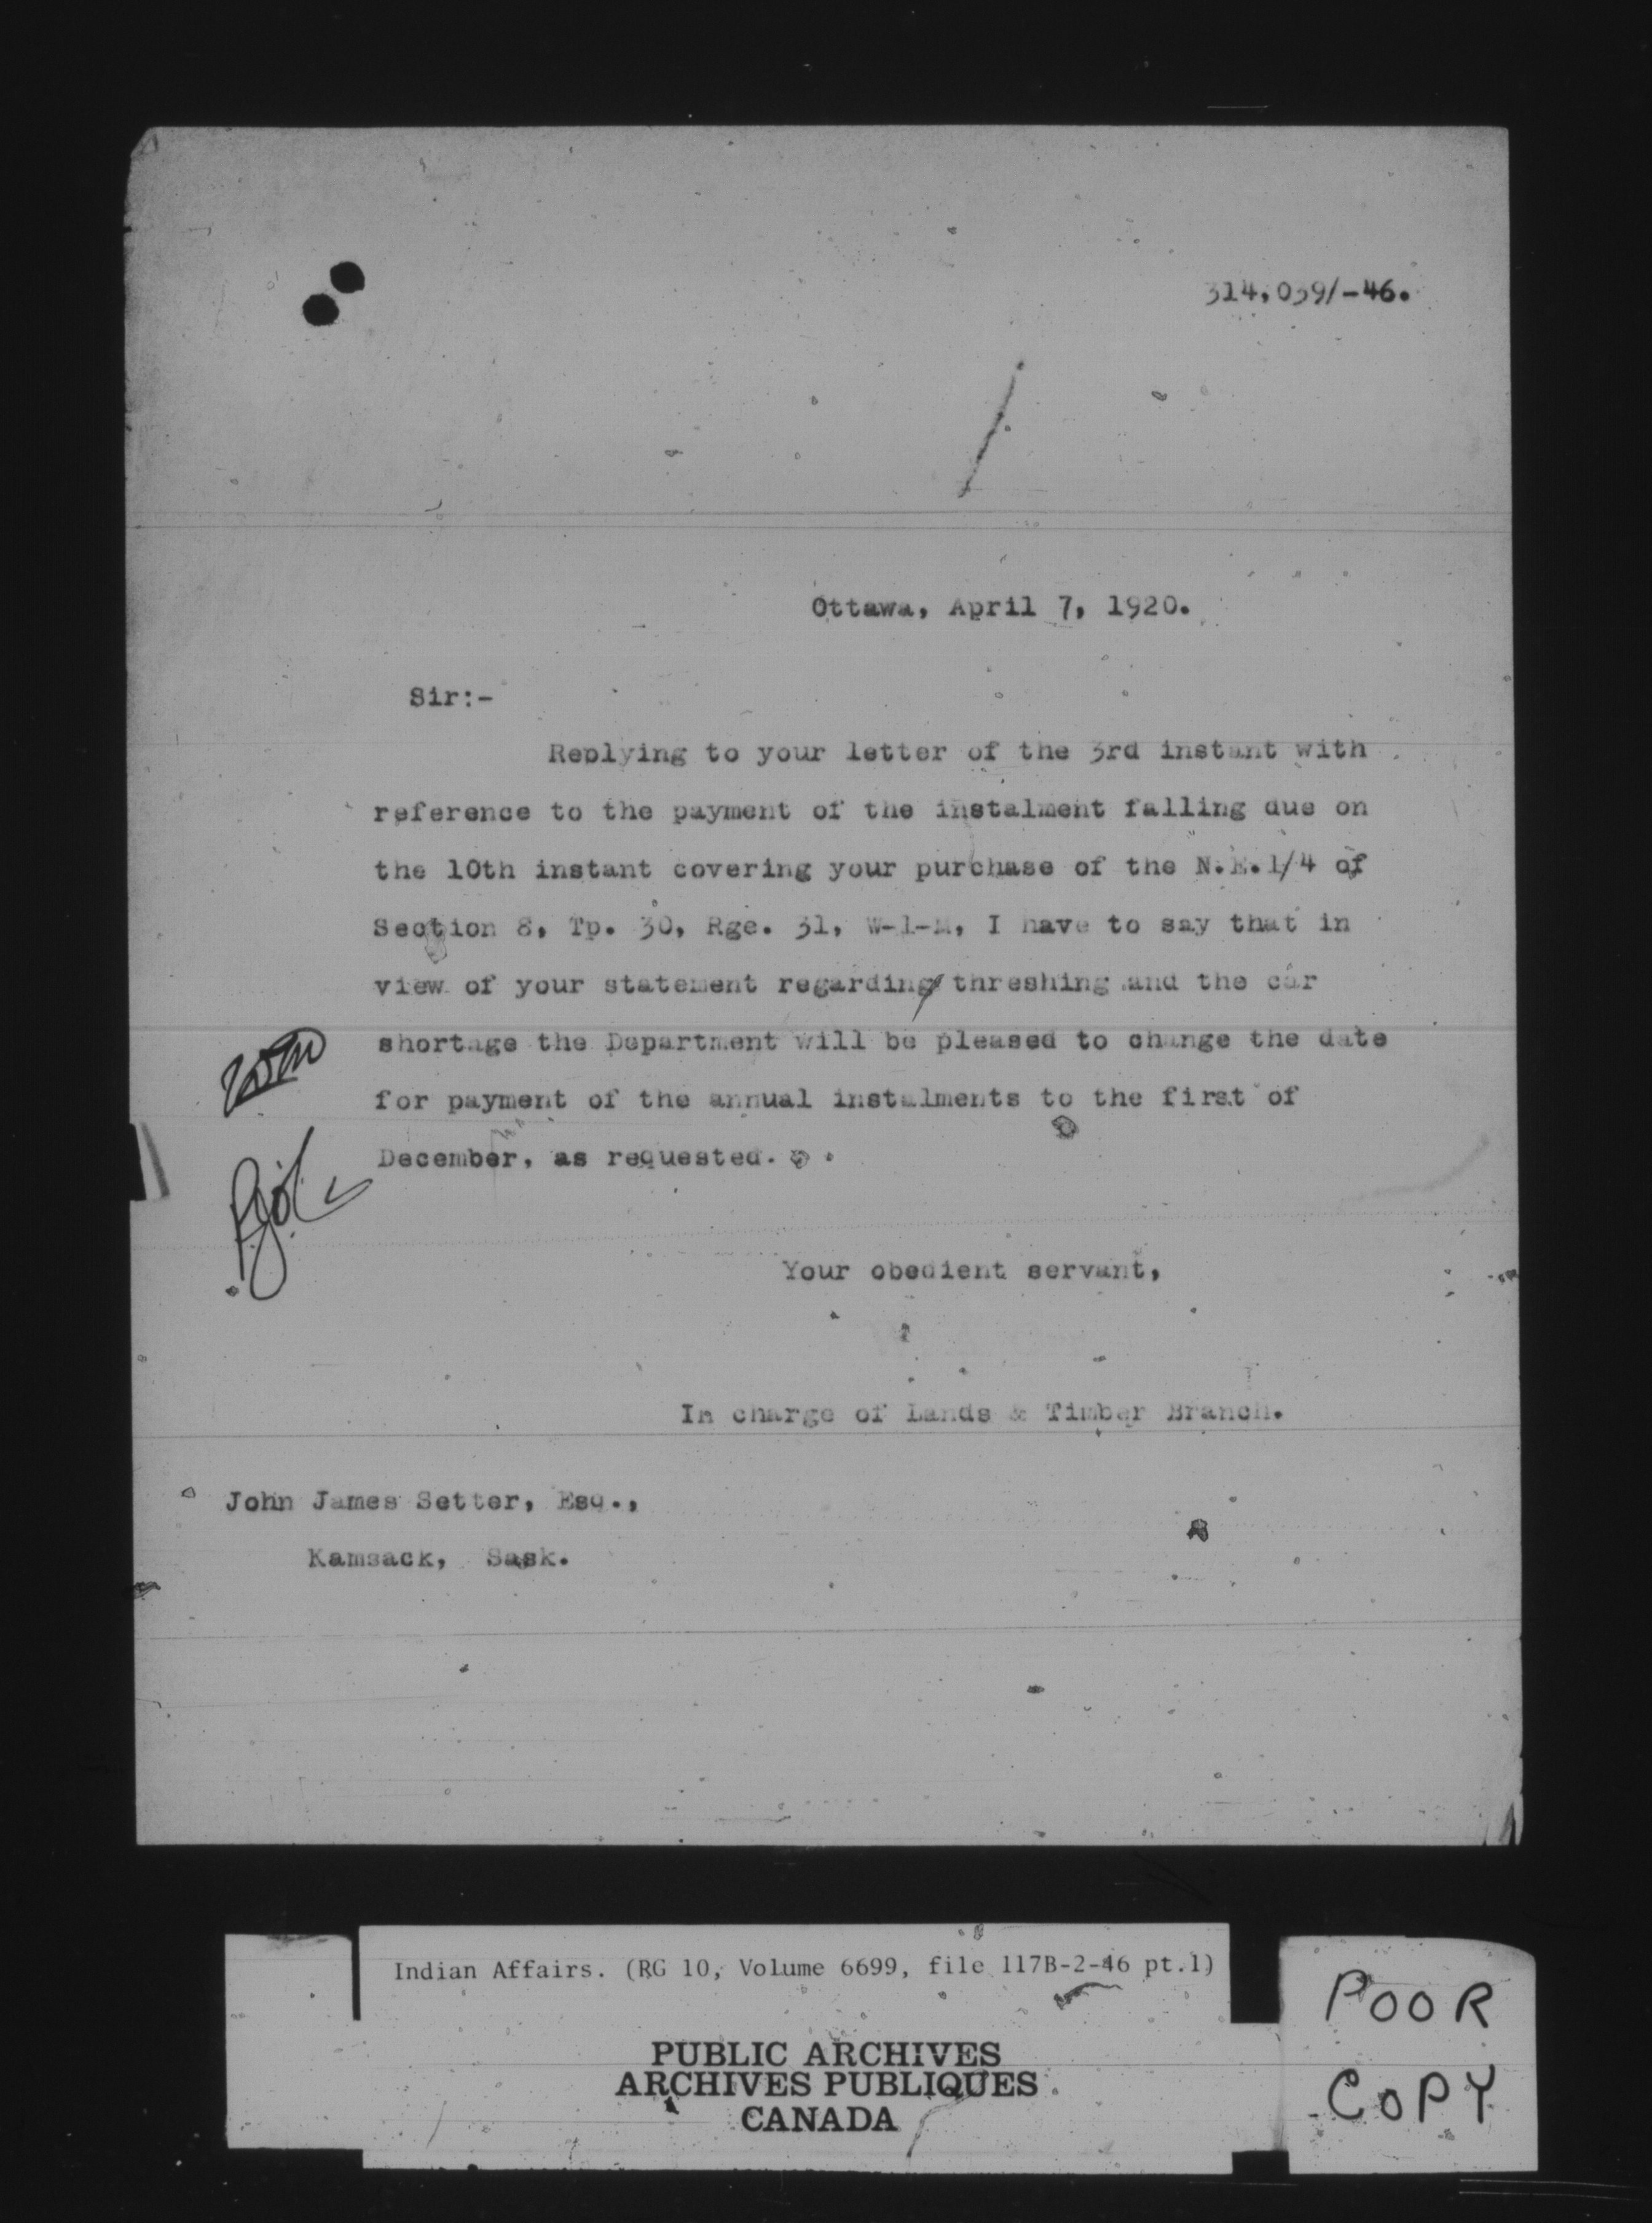 314,039/-46.
Ottawa, April 7, 1920.
Sir:-
Replying to your letter of the 3rd instant with
reference to the payment of the instalment falling due on
the 10th instant covering your purchase of the N.E.1/4 of
Section 8, Tp. 30, Rge. 31, W-1-M, I have to say that in
view of your statement regarding threshing and the car
shortage the Department will be pleased to change the date
for payment of the annual instalments to the first of
December, as requested.
Your obedient servant,
In charge of Lands & Timber Branch.
John James Setter, Esq.,
Kamsack, Sask.
Indian Affairs. (RG 10, Volume 6699, file 117B-2-46 pt.1)
PUBLIC ARCHIVES
ARCHIVES PUBLIQUES
CANADA
POOR
COPY